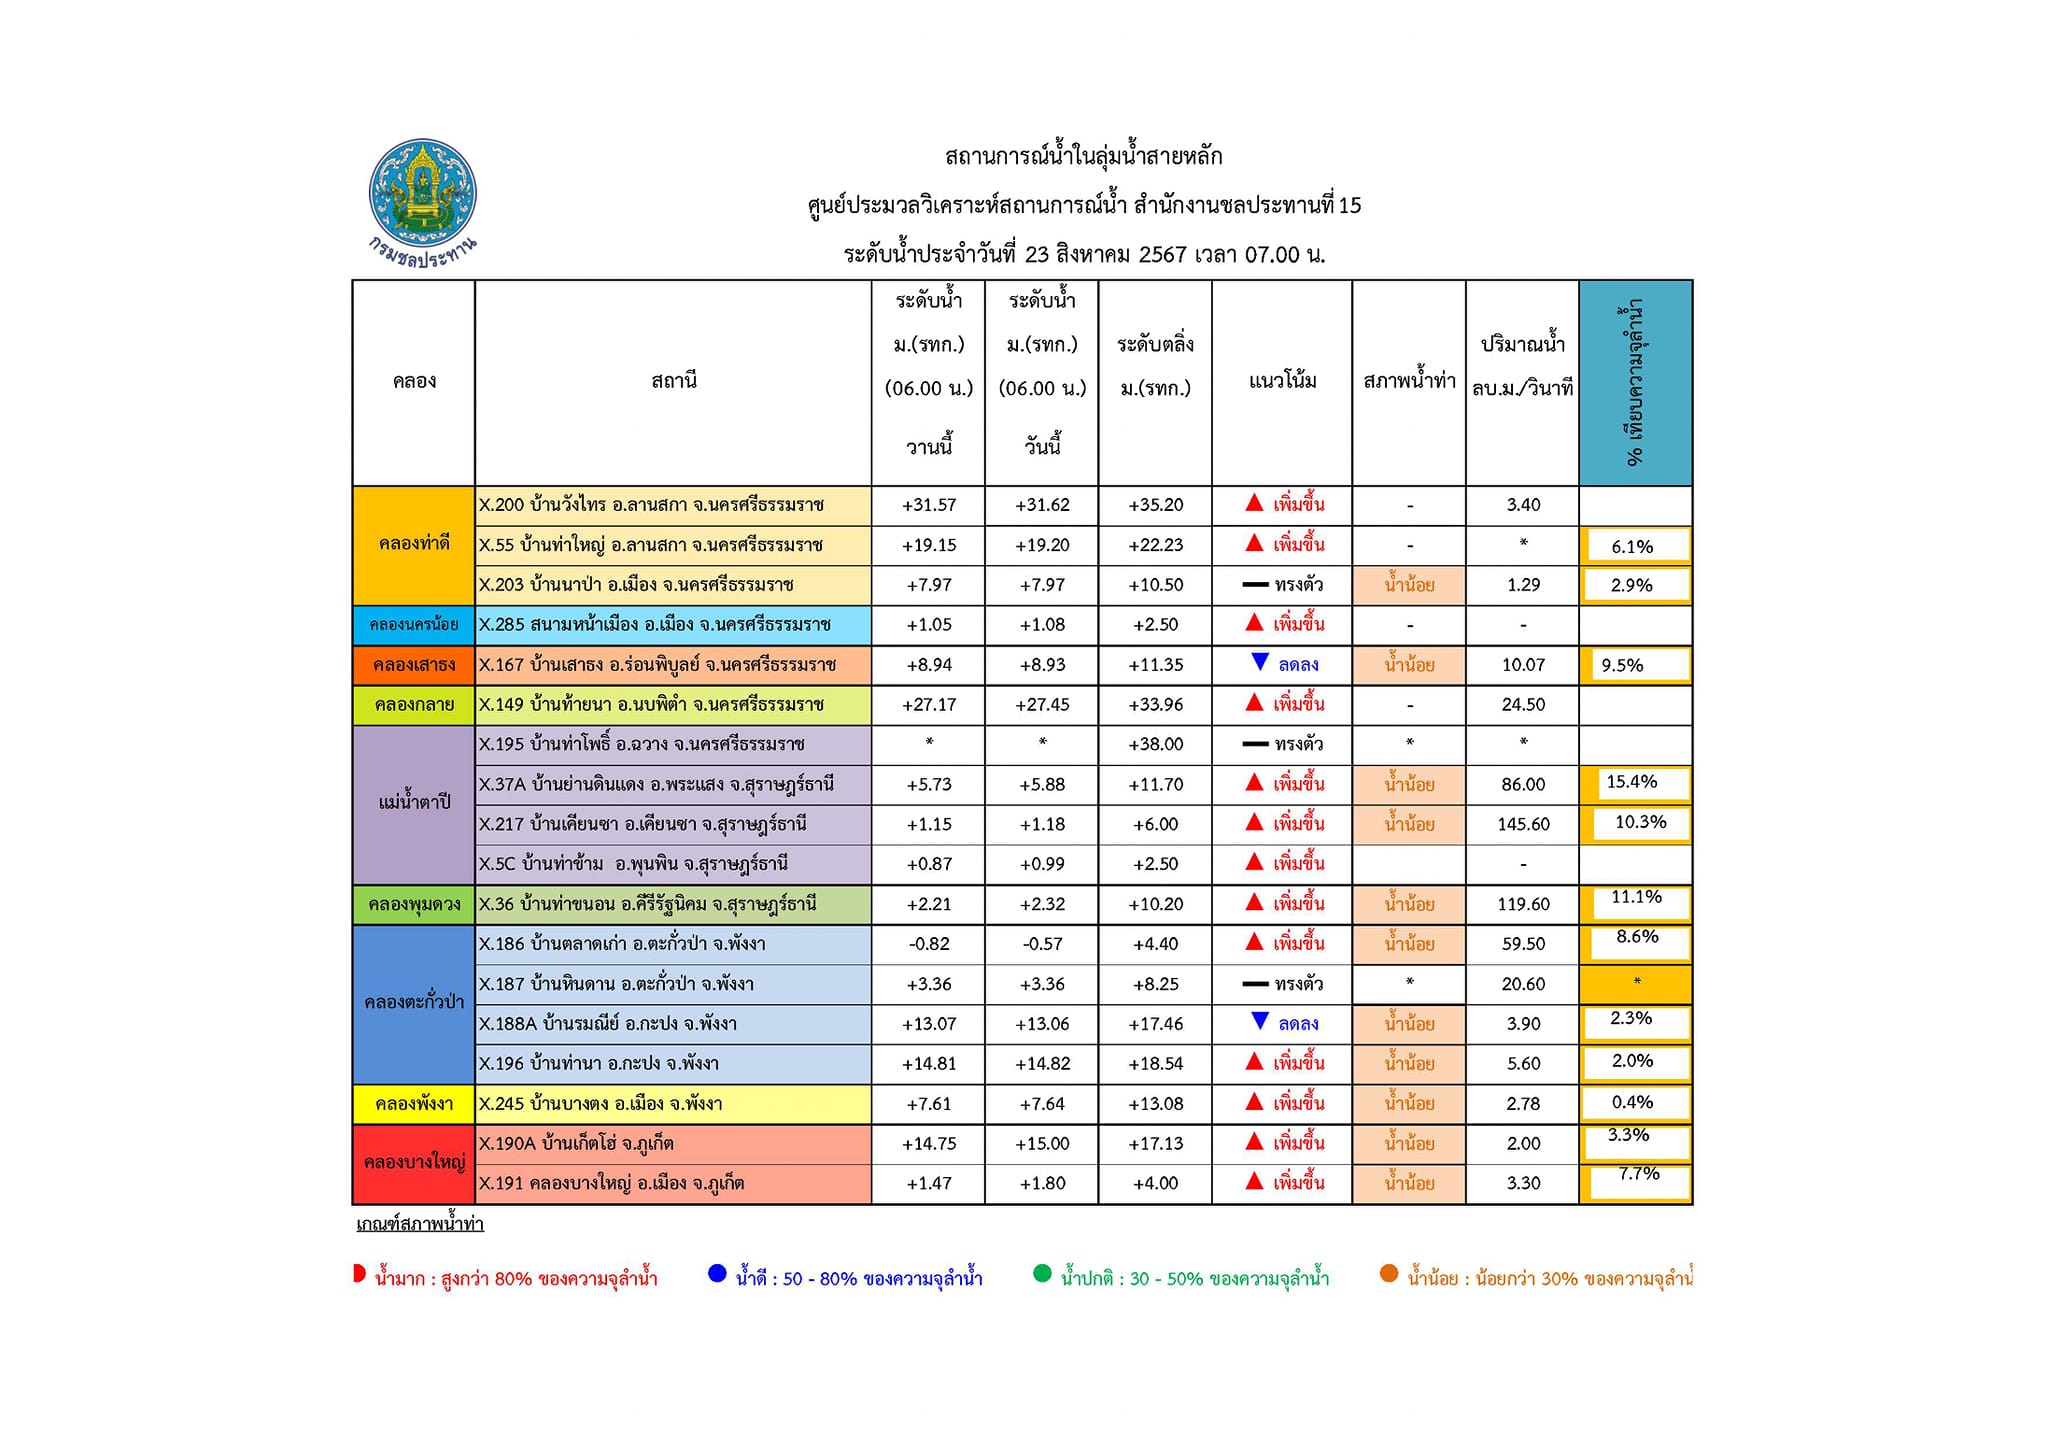 กรมชลประทาน
สถานการณ์น้ำในลุ่มน้ำสายหลัก
ศูนย์ประมวลวิเคราะห์สถานการณ์น้ำ สำนักงานชลประทานที่ 15
ระดับน้ำประจำวันที่ 23 สิงหาคม 2567 เวลา 07.00 น.
คลอง สถานี ระดับน้ำ ม.(รทก.) (06.00 น.) วานนี้ ระดับน้ำ ม.(รทก.) (06.00 น.) วันนี้ ระดับตลิ่ง ม.(รทก.) แนวโน้ม สภาพน้ำท่า ปริมาณน้ำ ลบ.ม./วินาที % เทียบความจุลำน้ำ
คลองท่าดี X.200 บ้านวังไทร อ.ลานสกา จ.นครศรีธรรมราช +31.57 +31.62 +35.20 ▲ เพิ่มขึ้น - 3.40
X.55 บ้านท่าใหญ่ อ.ลานสกา จ.นครศรีธรรมราช +19.15 +19.20 +22.23 ▲ เพิ่มขึ้น - * 6.1%
X.203 บ้านนาป่า อ.เมือง จ.นครศรีธรรมราช +7.97 +7.97 +10.50 ทรงตัว น้ำน้อย 1.29 2.9%
คลองนครน้อย X.285 สนามหน้าเมือง อ.เมือง จ.นครศรีธรรมราช +1.05 +1.08 +2.50 ▲ เพิ่มขึ้น - -
คลองเสาธง X.167 บ้านเสาธง อ.ร่อนพิบูลย์ จ.นครศรีธรรมราช +8.94 +8.93 +11.35 ▼ ลดลง น้ำน้อย 10.07 9.5%
คลองกลาย X.149 บ้านท้ายนา อ.นบพิตำ จ.นครศรีธรรมราช +27.17 +27.45 +33.96 ▲ เพิ่มขึ้น - 24.50
แม่น้ำตาปี X.195 บ้านท่าโพธิ์ อ.ฉวาง จ.นครศรีธรรมราช * * +38.00 ทรงตัว * *
X.37A บ้านย่านดินแดง อ.พระแสง จ.สุราษฎร์ธานี +5.73 +5.88 +11.70 ▲ เพิ่มขึ้น น้ำน้อย 86.00 15.4%
X.217 บ้านเคียนซา อ.เคียนซา จ.สุราษฎร์ธานี +1.15 +1.18 +6.00 ▲ เพิ่มขึ้น น้ำน้อย 145.60 10.3%
X.5C บ้านท่าข้าม อ.พุนพิน จ.สุราษฎร์ธานี +0.87 +0.99 +2.50 ▲ เพิ่มขึ้น -
คลองพุมดวง X.36 บ้านท่าขนอน อ.คีรีรัฐนิคม จ.สุราษฎร์ธานี +2.21 +2.32 +10.20 ▲ เพิ่มขึ้น น้ำน้อย 119.60 11.1%
คลองตะกั่วป่า X.186 บ้านตลาดเก่า อ.ตะกั่วป่า จ.พังงา -0.82 -0.57 +4.40 ▲ เพิ่มขึ้น น้ำน้อย 59.50 8.6%
X.187 บ้านหินดาน อ.ตะกั่วป่า จ.พังงา +3.36 +3.36 +8.25 ทรงตัว * 20.60 *
X.188A บ้านรมณีย์ อ.กะปง จ.พังงา +13.07 +13.06 +17.46 ▼ ลดลง น้ำน้อย 3.90 2.3%
X.196 บ้านท่านา อ.กะปง จ.พังงา +14.81 +14.82 +18.54 ▲ เพิ่มขึ้น น้ำน้อย 5.60 2.0%
คลองพังงา X.245 บ้านบางตง อ.เมือง จ.พังงา +7.61 +7.64 +13.08 ▲ เพิ่มขึ้น น้ำน้อย 2.78 0.4%
คลองบางใหญ่ X.190A บ้านเก็ตโฮ่ จ.ภูเก็ต +14.75 +15.00 +17.13 ▲ เพิ่มขึ้น น้ำน้อย 2.00 3.3%
X.191 คลองบางใหญ่ อ.เมือง จ.ภูเก็ต +1.47 +1.80 +4.00 ▲ เพิ่มขึ้น น้ำน้อย 3.30 7.7%
เกณฑ์สภาพน้ำท่า
น้ำมาก : สูงกว่า 80% ของความจุลำน้ำ น้ำดี : 50 - 80% ของความจุลำน้ำ น้ำปกติ : 30 - 50% ของความจุลำน้ำ น้ำน้อย : น้อยกว่า 30% ของความจุลำน้